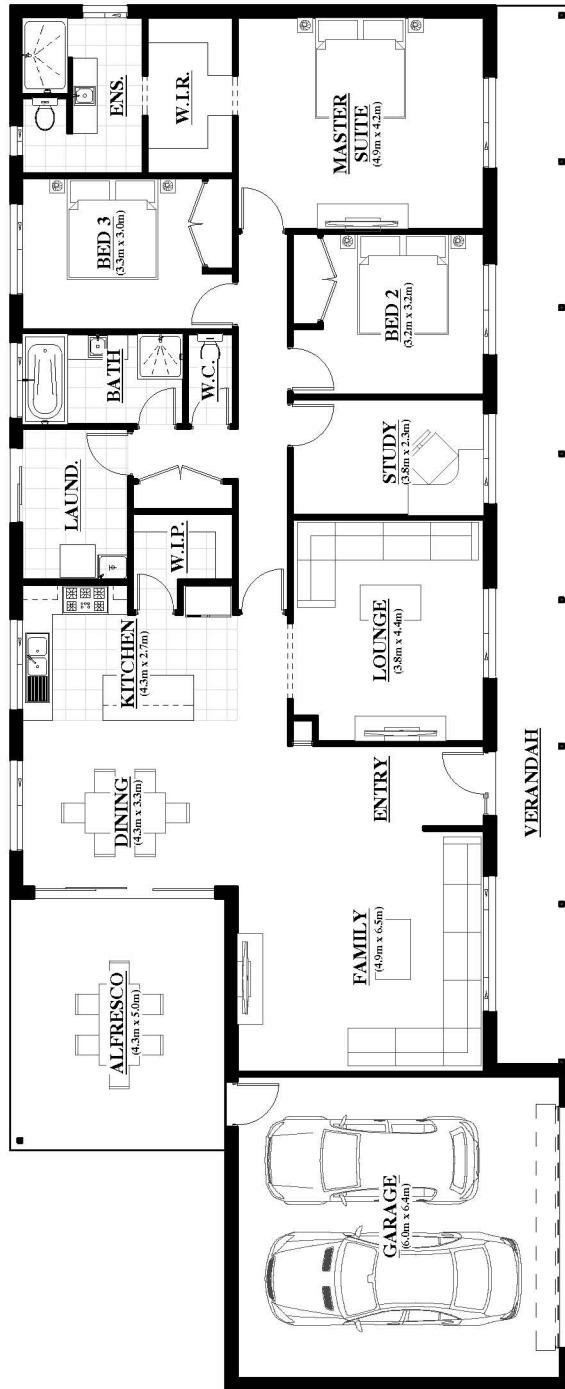 ENS.
W.I.R.
MASTER
SUITE
(4.9m x 4.2m)
BED 3
(3.3m x 3.0m)
BED 2
(3.2m x 3.2m)
BATH
W.C.
STUDY
(3.8m x 2.3m)
LAUND.
W.I.P.
LOUNGE
(3.8m x 4.4m)
KITCHEN
(4.3m x 2.7m)
DINING
(4.3m x 3.3m)
ENTRY
VERANDAH
FAMILY
(4.9m x 6.5m)
ALFRESCO
(4.3m x 5.0m)
GARAGE
(6.0m x 6.4m)